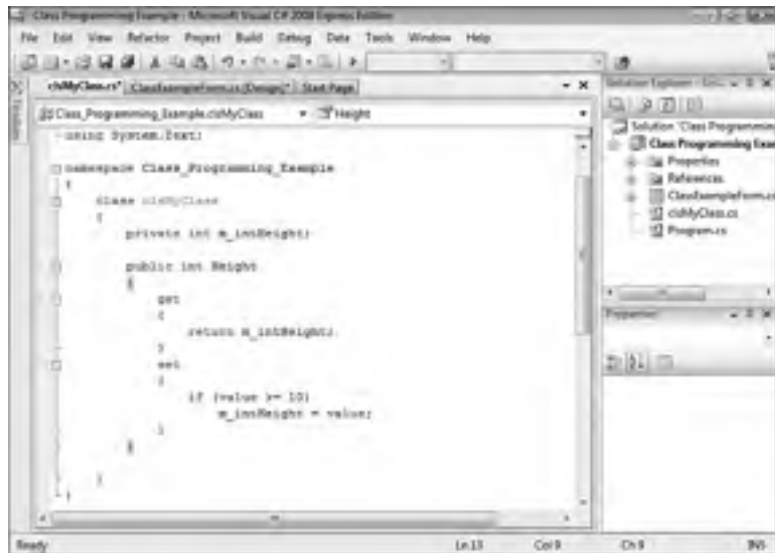 Class Programming Example - Microsoft Visual C# 2008 Express Edition
File Edit View Refactor Project Build Debug Data Tools Window Help
clsMyClass.cs* ClassExampleForm.cs [Design]* Start Page
Class_Programming_Example.clsMyClass Height
using System.Text;
namespace Class_Programming_Example
{
class clsMyClass
{
private int m_intHeight;
public int Height
{
get
{
return m_intHeight;
}
set
{
if (value >= 10)
m_intHeight = value;
}
}
}
}
Solution Explorer
Solution 'Class Programming
Class Programming Exam
Properties
References
ClassExampleForm.cs
clsMyClass.cs
Program.cs
Properties
Toolbox
Ready Ln 13 Col 9 Ch 9 INS